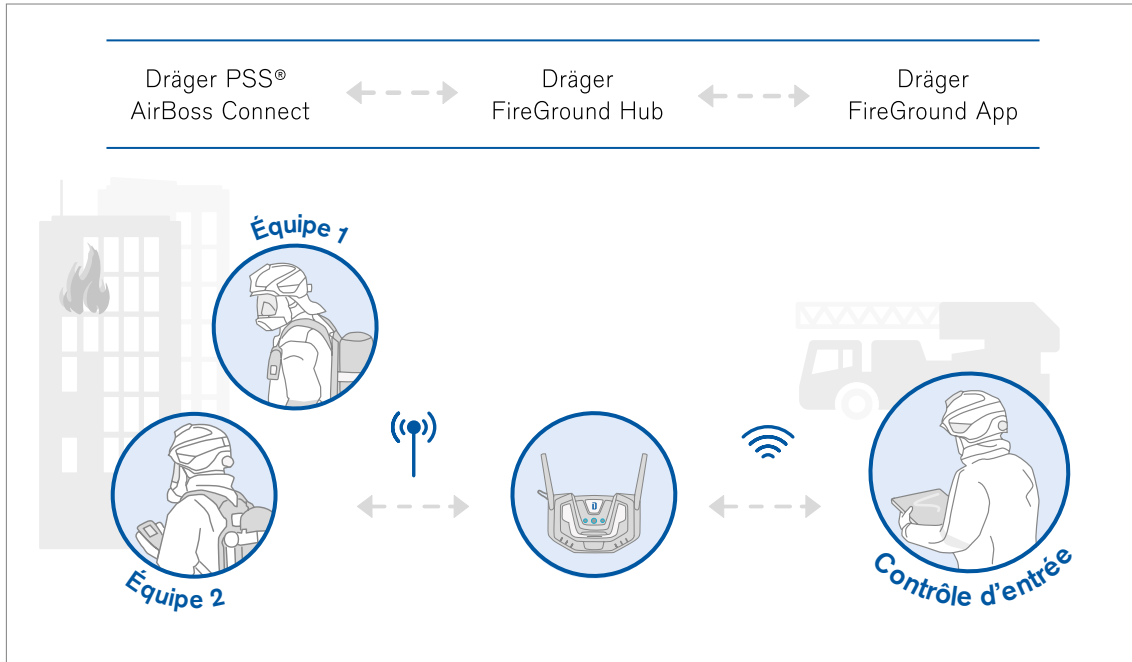 Dräger PSS®
AirBoss Connect
Dräger
FireGround Hub
Dräger
FireGround App
Équipe 1
Équipe 2
Contrôle d'entrée